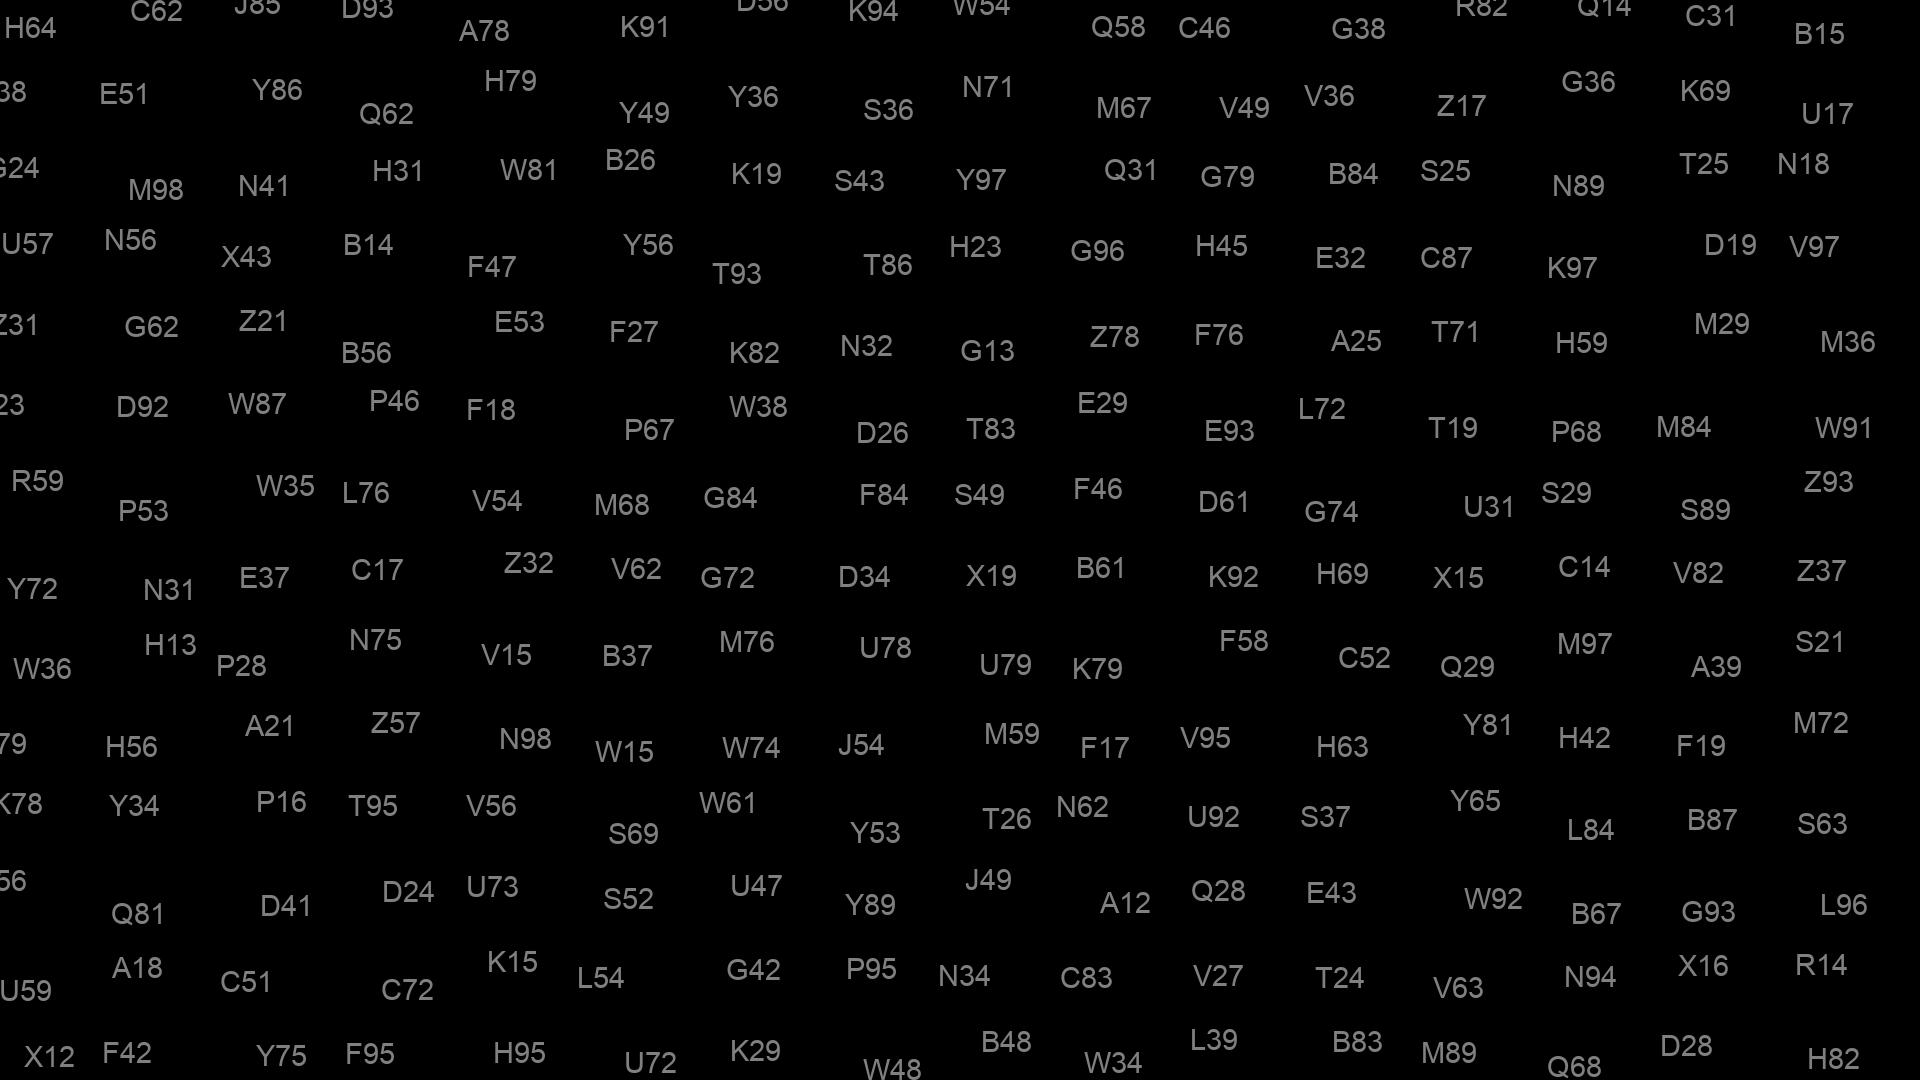 H64 C62 J85 D93 A78 K91 D56 K94 W54 Q58 C46 G38 R82 Q14 C31 B15
38 E51 Y86 Q62 H79 Y49 Y36 S36 N71 M67 V49 V36 Z17 G36 K69 U17
G24 M98 N41 H31 W81 B26 K19 S43 Y97 Q31 G79 B84 S25 N89 T25 N18
U57 N56 X43 B14 F47 Y56 T93 T86 H23 G96 H45 E32 C87 K97 D19 V97
Z31 G62 Z21 B56 E53 F27 K82 N32 G13 Z78 F76 A25 T71 H59 M29 M36
23 D92 W87 P46 F18 P67 W38 D26 T83 E29 E93 L72 T19 P68 M84 W91
R59 P53 W35 L76 V54 M68 G84 F84 S49 F46 D61 G74 U31 S29 S89 Z93
Y72 N31 E37 C17 Z32 V62 G72 D34 X19 B61 K92 H69 X15 C14 V82 Z37
W36 H13 P28 N75 V15 B37 M76 U78 U79 K79 F58 C52 Q29 M97 A39 S21
79 H56 A21 Z57 N98 W15 W74 J54 M59 F17 V95 H63 Y81 H42 F19 M72
K78 Y34 P16 T95 V56 S69 W61 Y53 T26 N62 U92 S37 Y65 L84 B87 S63
56 Q81 D41 D24 U73 S52 U47 Y89 J49 A12 Q28 E43 W92 B67 G93 L96
U59 A18 C51 C72 K15 L54 G42 P95 N34 C83 V27 T24 V63 N94 X16 R14
X12 F42 Y75 F95 H95 U72 K29 W48 B48 W34 L39 B83 M89 Q68 D28 H82